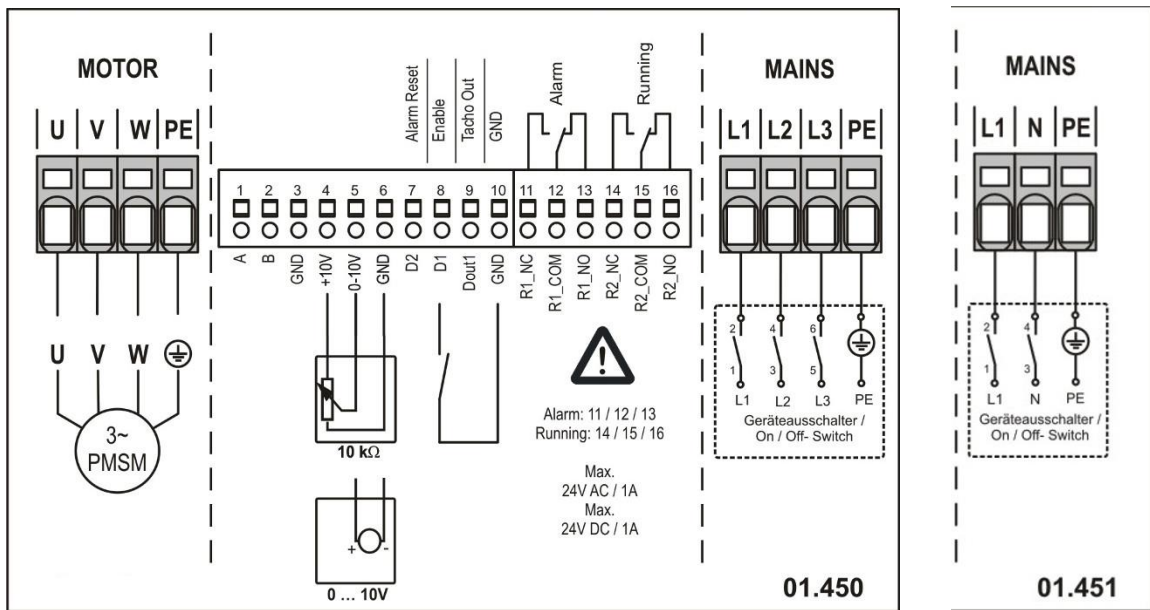 MOTOR
U V W PE
U V W
3~
PMSM
Alarm Reset
Enable
Tacho Out
GND
Alarm
Running
1 2 3 4 5 6 7 8 9 10 11 12 13 14 15 16
A
B
GND
+10V
0-10V
GND
D2
D1
Dout1
GND
R1_NC
R1_COM
R1_NO
R2_NC
R2_COM
R2_NO
10 kΩ
+ -
0 ... 10V
!
Alarm: 11 / 12 / 13
Running: 14 / 15 / 16
Max.
24V AC / 1A
Max.
24V DC / 1A
MAINS
L1 L2 L3 PE
2 4 6
1 3 5
L1 L2 L3 PE
Geräteausschalter /
On / Off- Switch
01.450
MAINS
L1 N PE
2 4
1 3
L1 N PE
Geräteausschalter /
On / Off- Switch
01.451